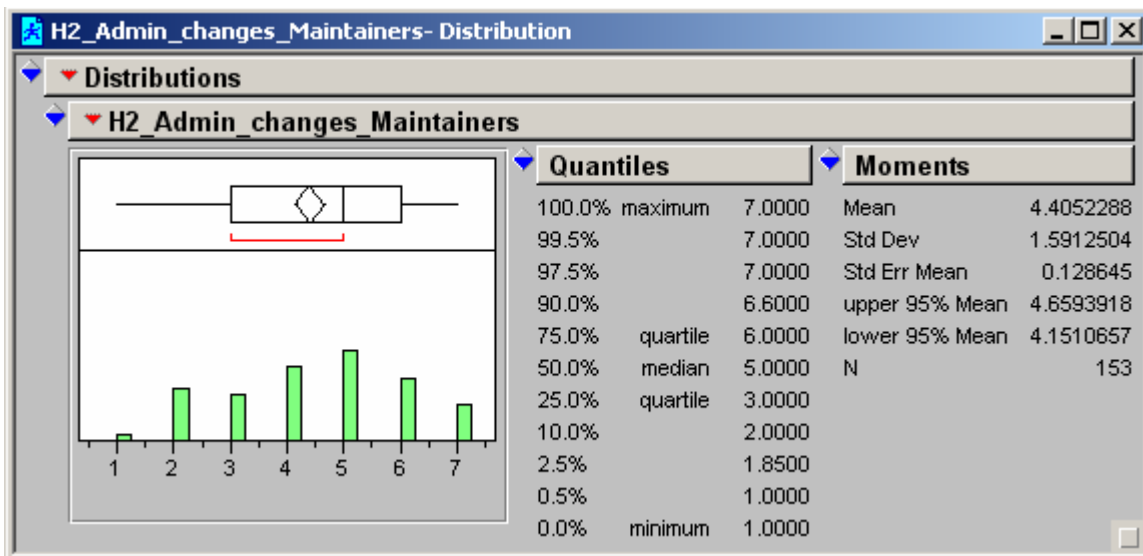 H2_Admin_changes_Maintainers- Distribution
Distributions
H2_Admin_changes_Maintainers
1 2 3 4 5 6 7
Quantiles
100.0% maximum 7.0000
99.5% 7.0000
97.5% 7.0000
90.0% 6.6000
75.0% quartile 6.0000
50.0% median 5.0000
25.0% quartile 3.0000
10.0% 2.0000
2.5% 1.8500
0.5% 1.0000
0.0% minimum 1.0000
Moments
Mean 4.4052288
Std Dev 1.5912504
Std Err Mean 0.128645
upper 95% Mean 4.6593918
lower 95% Mean 4.1510657
N 153